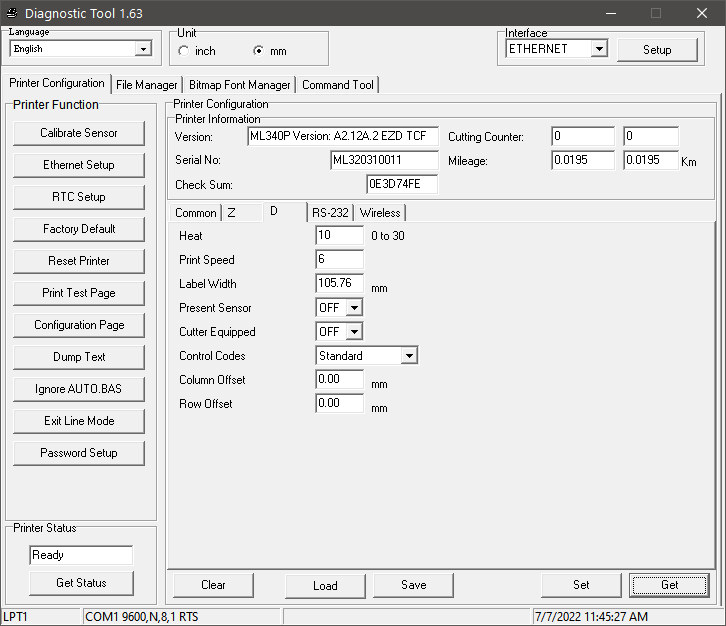 Diagnostic Tool 1.63
Language
English
Unit
inch
mm
Interface
ETHERNET
Setup
Printer Configuration
File Manager
Bitmap Font Manager
Command Tool
Printer Function
Calibrate Sensor
Ethernet Setup
RTC Setup
Factory Default
Reset Printer
Print Test Page
Configuration Page
Dump Text
Ignore AUTO.BAS
Exit Line Mode
Password Setup
Printer Status
Ready
Get Status
Printer Configuration
Printer Information
Version: ML340P Version: A2.12A.2 EZD TCF
Cutting Counter: 0 0
Serial No: ML320310011
Mileage: 0.0195 0.0195 Km
Check Sum: 0E3D74FE
Common Z D RS-232 Wireless
Heat 10 0 to 30
Print Speed 6
Label Width 105.76 mm
Present Sensor OFF
Cutter Equipped OFF
Control Codes Standard
Column Offset 0.00 mm
Row Offset 0.00 mm
Clear Load Save Set Get
LPT1 COM1 9600,N,8,1 RTS 7/7/2022 11:45:27 AM